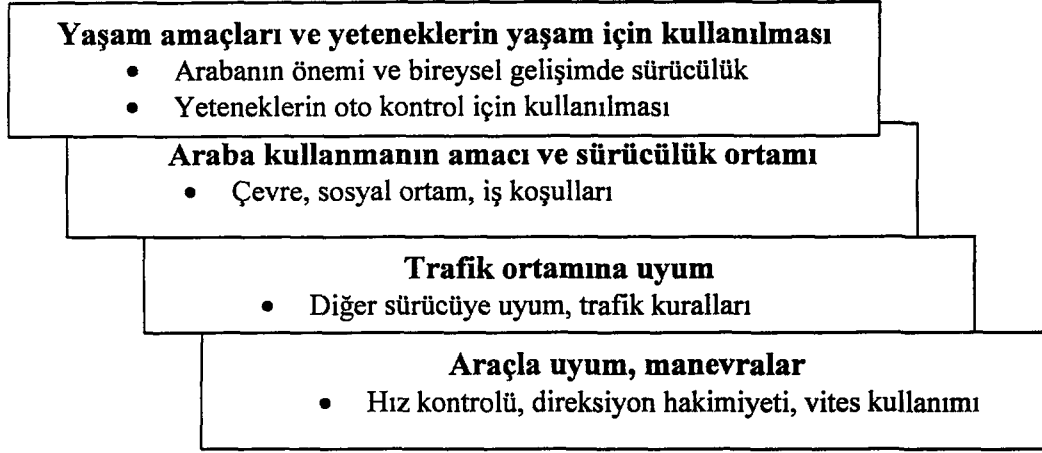 Yaşam amaçları ve yeteneklerin yaşam için kullanılması
• Arabanın önemi ve bireysel gelişimde sürücülük
• Yeteneklerin oto kontrol için kullanılması
Araba kullanmanın amacı ve sürücülük ortamı
• Çevre, sosyal ortam, iş koşulları
Trafik ortamına uyum
• Diğer sürücüye uyum, trafik kuralları
Araçla uyum, manevralar
• Hız kontrolü, direksiyon hakimiyeti, vites kullanımı